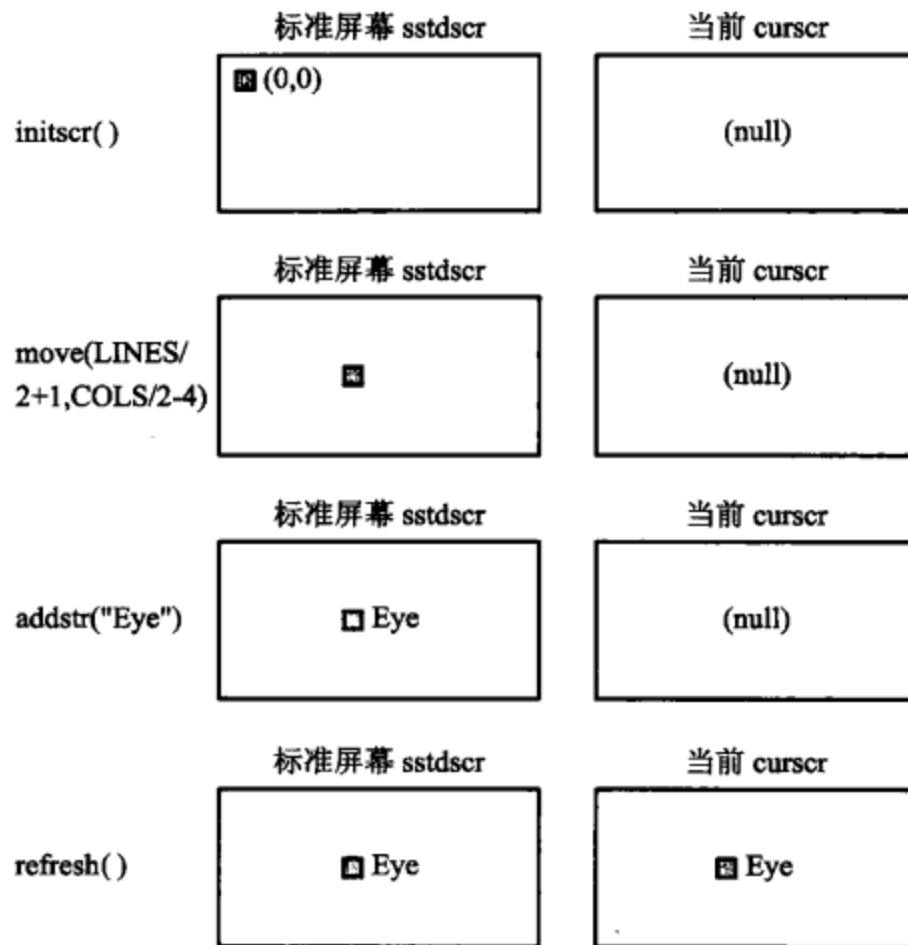 标准屏幕 sstdscr 当前 curscr
(0,0)
initscr( ) (null)
标准屏幕 sstdscr 当前 curscr
move(LINES/
2+1,COLS/2-4) (null)
标准屏幕 sstdscr 当前 curscr
addstr("Eye") Eye (null)
标准屏幕 sstdscr 当前 curscr
refresh( ) Eye Eye